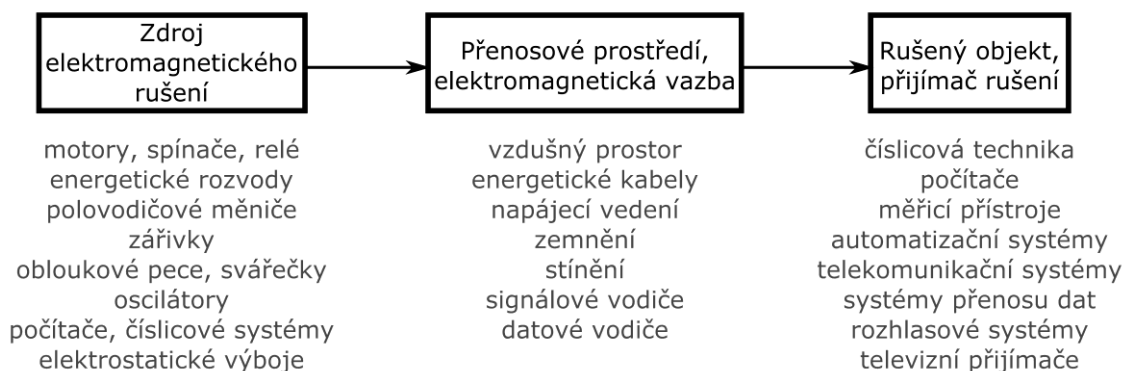 Zdroj
elektromagnetického
rušení
Přenosové prostředí,
elektromagnetická vazba
Rušený objekt,
přijímač rušení
motory, spínače, relé
energetické rozvody
polovodičové měniče
zářivky
obloukové pece, svářečky
oscilátory
počítače, číslicové systémy
elektrostatické výboje
vzdušný prostor
energetické kabely
napájecí vedení
zemnění
stínění
signálové vodiče
datové vodiče
číslicová technika
počítače
měřicí přístroje
automatizační systémy
telekomunikační systémy
systémy přenosu dat
rozhlasové systémy
televizní přijímače